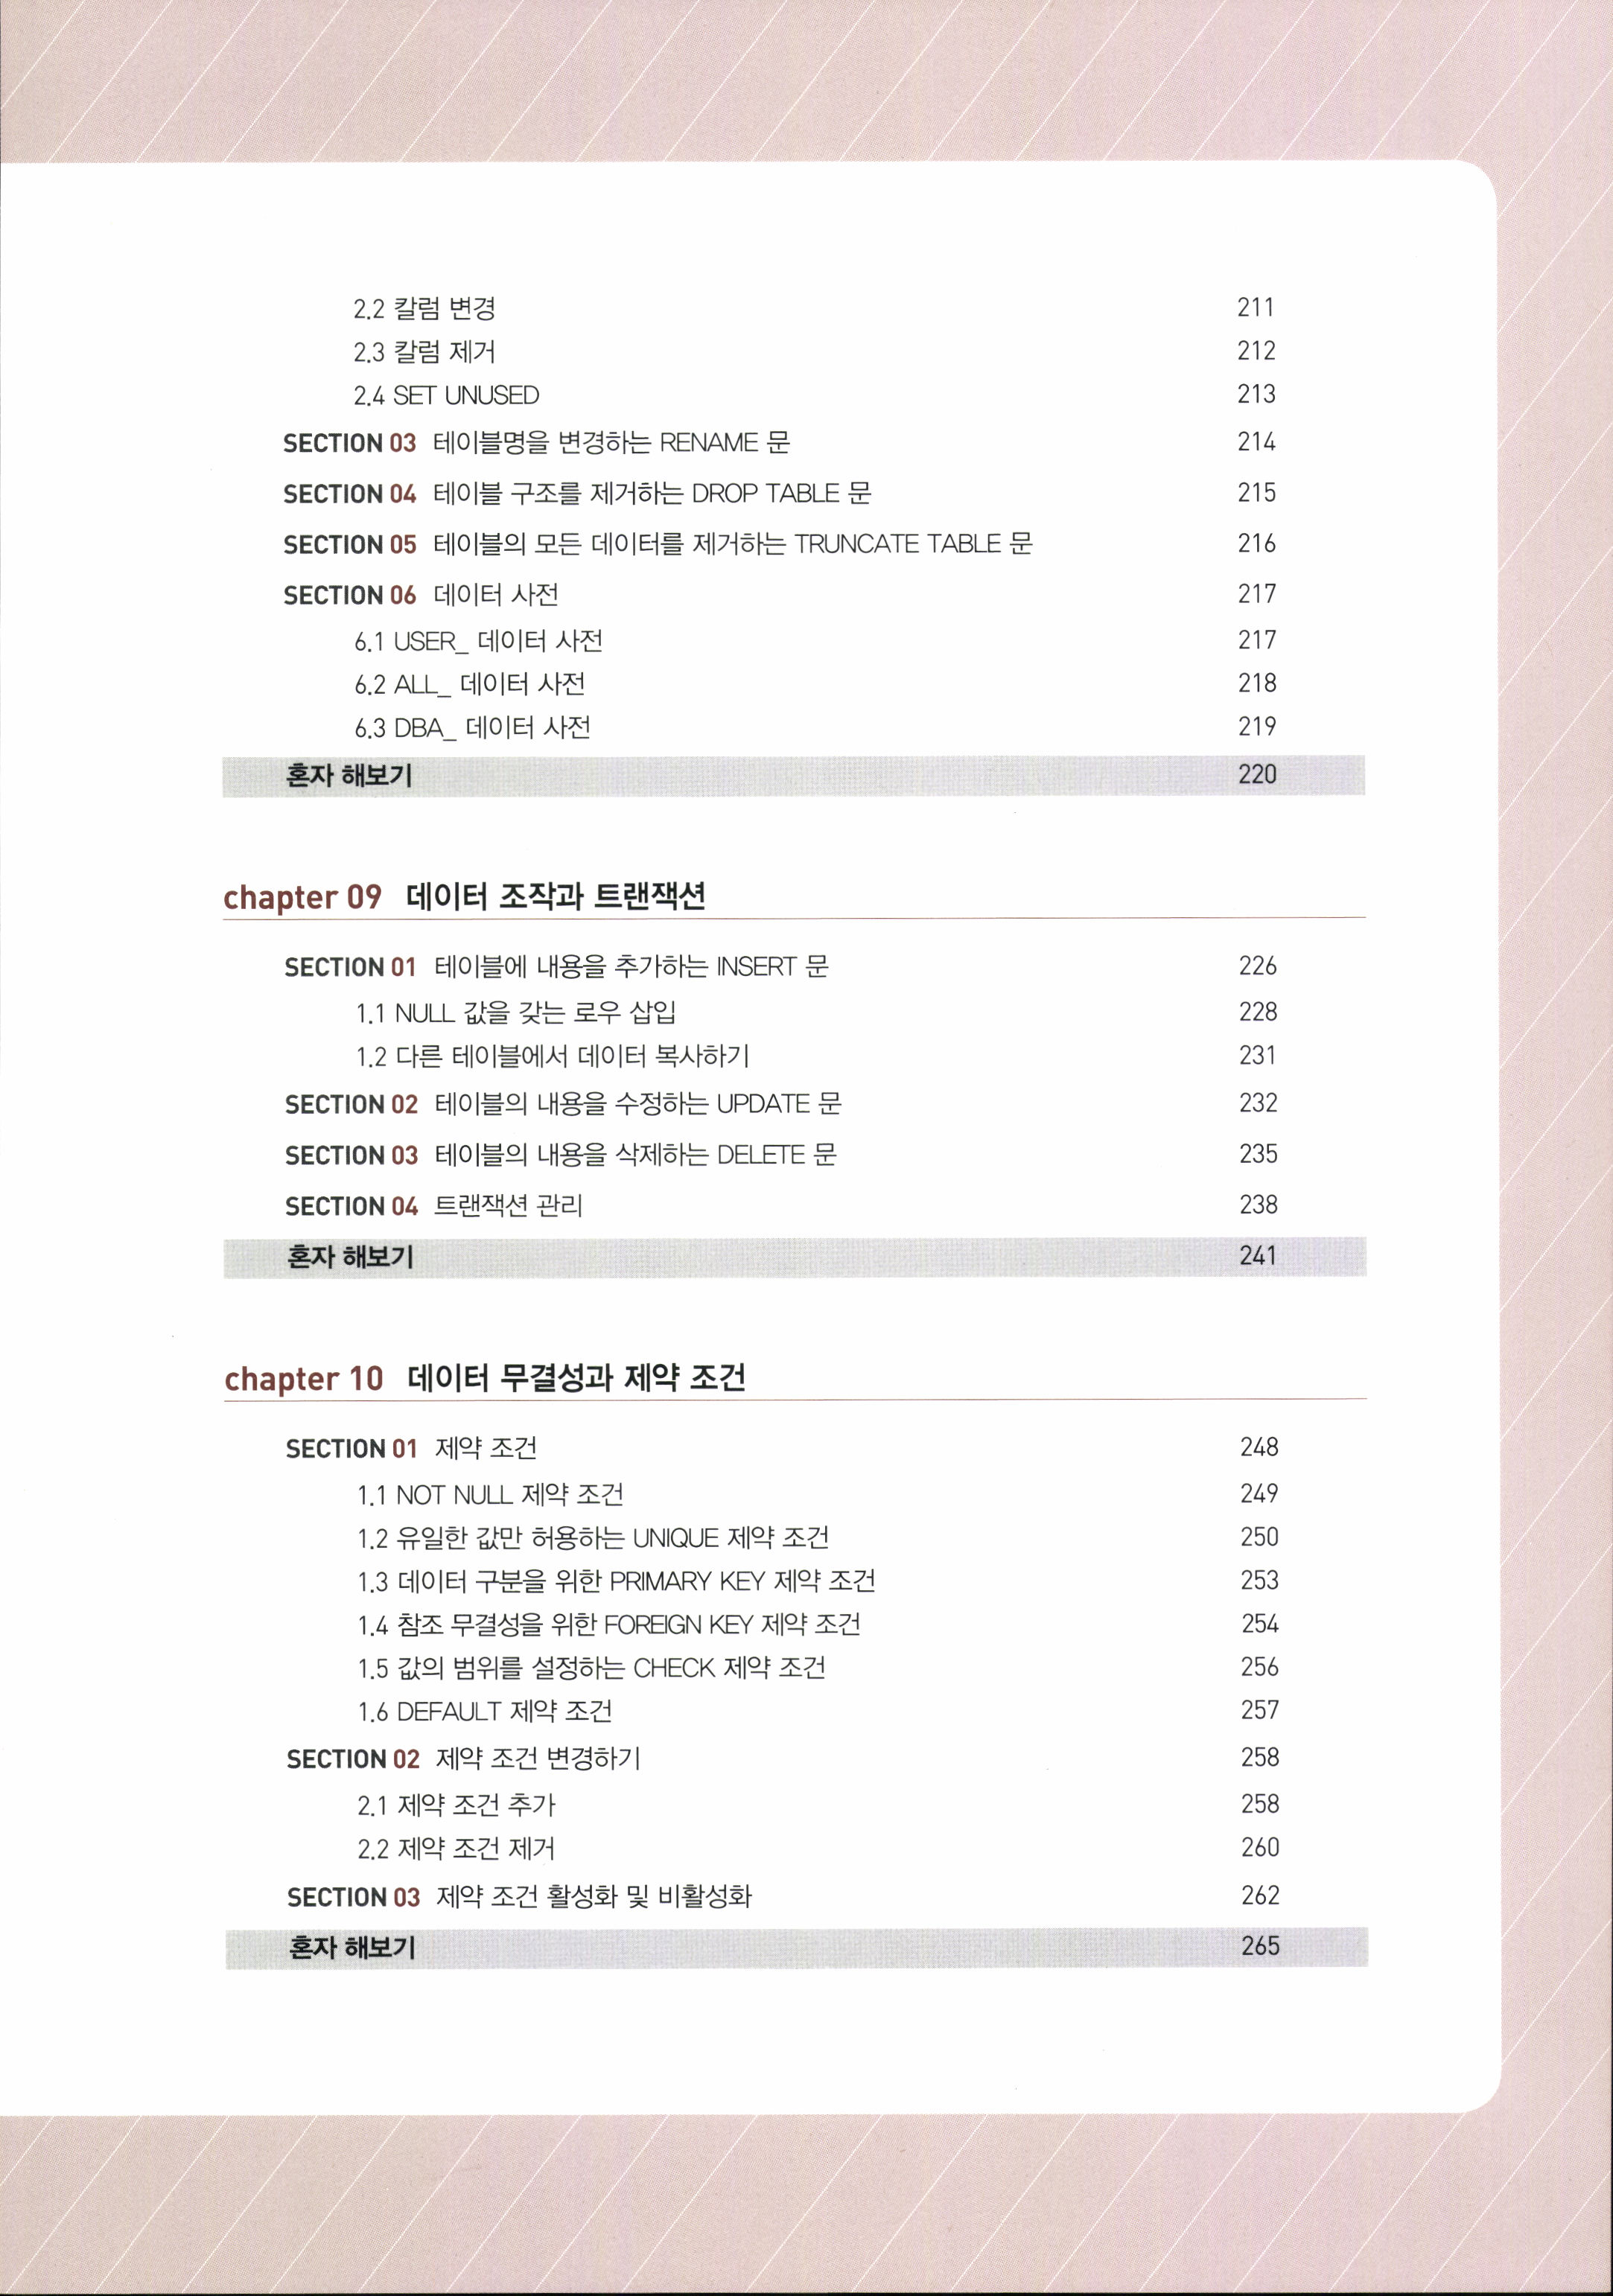 2.2 칼럼 변경 211
2.3 칼럼 제거 212
2.4 SET UNUSED 213
SECTION 03 테이블명을 변경하는 RENAME 문 214
SECTION 04 테이블 구조를 제거하는 DROP TABLE 문 215
SECTION 05 테이블의 모든 데이터를 제거하는 TRUNCATE TABLE 문 216
SECTION 06 데이터 사전 217
6.1 USER_ 데이터 사전 217
6.2 ALL_ 데이터 사전 218
6.3 DBA_ 데이터 사전 219
혼자 해보기 220
chapter 09 데이터 조작과 트랜잭션
SECTION 01 테이블에 내용을 추가하는 INSERT 문 226
1.1 NULL 값을 갖는 로우 삽입 228
1.2 다른 테이블에서 데이터 복사하기 231
SECTION 02 테이블의 내용을 수정하는 UPDATE 문 232
SECTION 03 테이블의 내용을 삭제하는 DELETE 문 235
SECTION 04 트랜잭션 관리 238
혼자 해보기 241
chapter 10 데이터 무결성과 제약 조건
SECTION 01 제약 조건 248
1.1 NOT NULL 제약 조건 249
1.2 유일한 값만 허용하는 UNIQUE 제약 조건 250
1.3 데이터 구분을 위한 PRIMARY KEY 제약 조건 253
1.4 참조 무결성을 위한 FOREIGN KEY 제약 조건 254
1.5 값의 범위를 설정하는 CHECK 제약 조건 256
1.6 DEFAULT 제약 조건 257
SECTION 02 제약 조건 변경하기 258
2.1 제약 조건 추가 258
2.2 제약 조건 제거 260
SECTION 03 제약 조건 활성화 및 비활성화 262
혼자 해보기 265